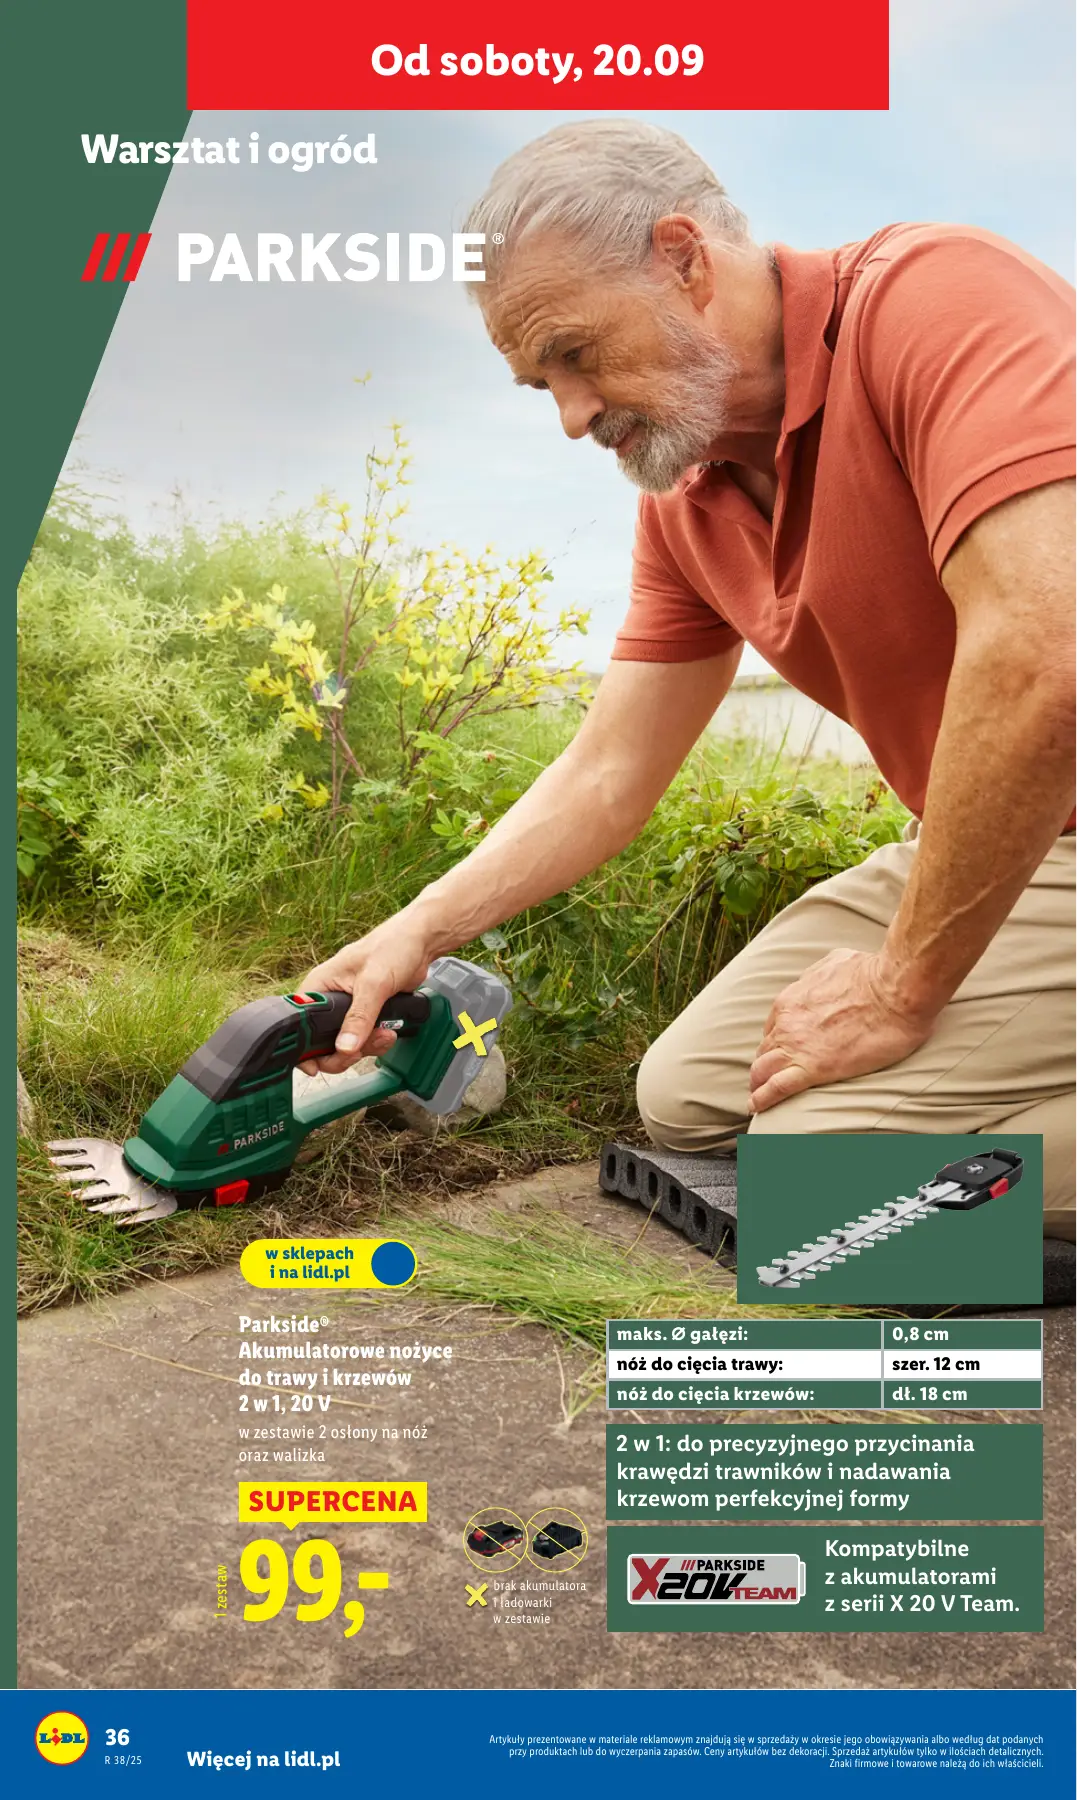 Od soboty, 20.09
Warsztat i ogród
PARKSIDE®
PARKSIDE
w sklepach
i na lidl.pl
Parkside®
Akumulatorowe nożyce
do trawy i krzewów
2 w 1, 20 V
w zestawie 2 osłony na nóż
oraz walizka
SUPERCENA
1 zestaw
99,-
brak akumulatora
i ładowarki
w zestawie
maks. Ø gałęzi: 0,8 cm
nóż do cięcia trawy: szer. 12 cm
nóż do cięcia krzewów: dł. 18 cm
2 w 1: do precyzyjnego przycinania
krawędzi trawników i nadawania
krzewom perfekcyjnej formy
PARKSIDE
X20V TEAM
Kompatybilne
z akumulatorami
z serii X 20 V Team.
LIDL
36
R 38/25
Więcej na lidl.pl
Artykuły prezentowane w materiale reklamowym znajdują się w sprzedaży w okresie jego obowiązywania albo według dat podanych
przy produktach lub do wyczerpania zapasów. Ceny artykułów bez dekoracji. Sprzedaż artykułów tylko w ilościach detalicznych.
Znaki firmowe i towarowe należą do ich właścicieli.